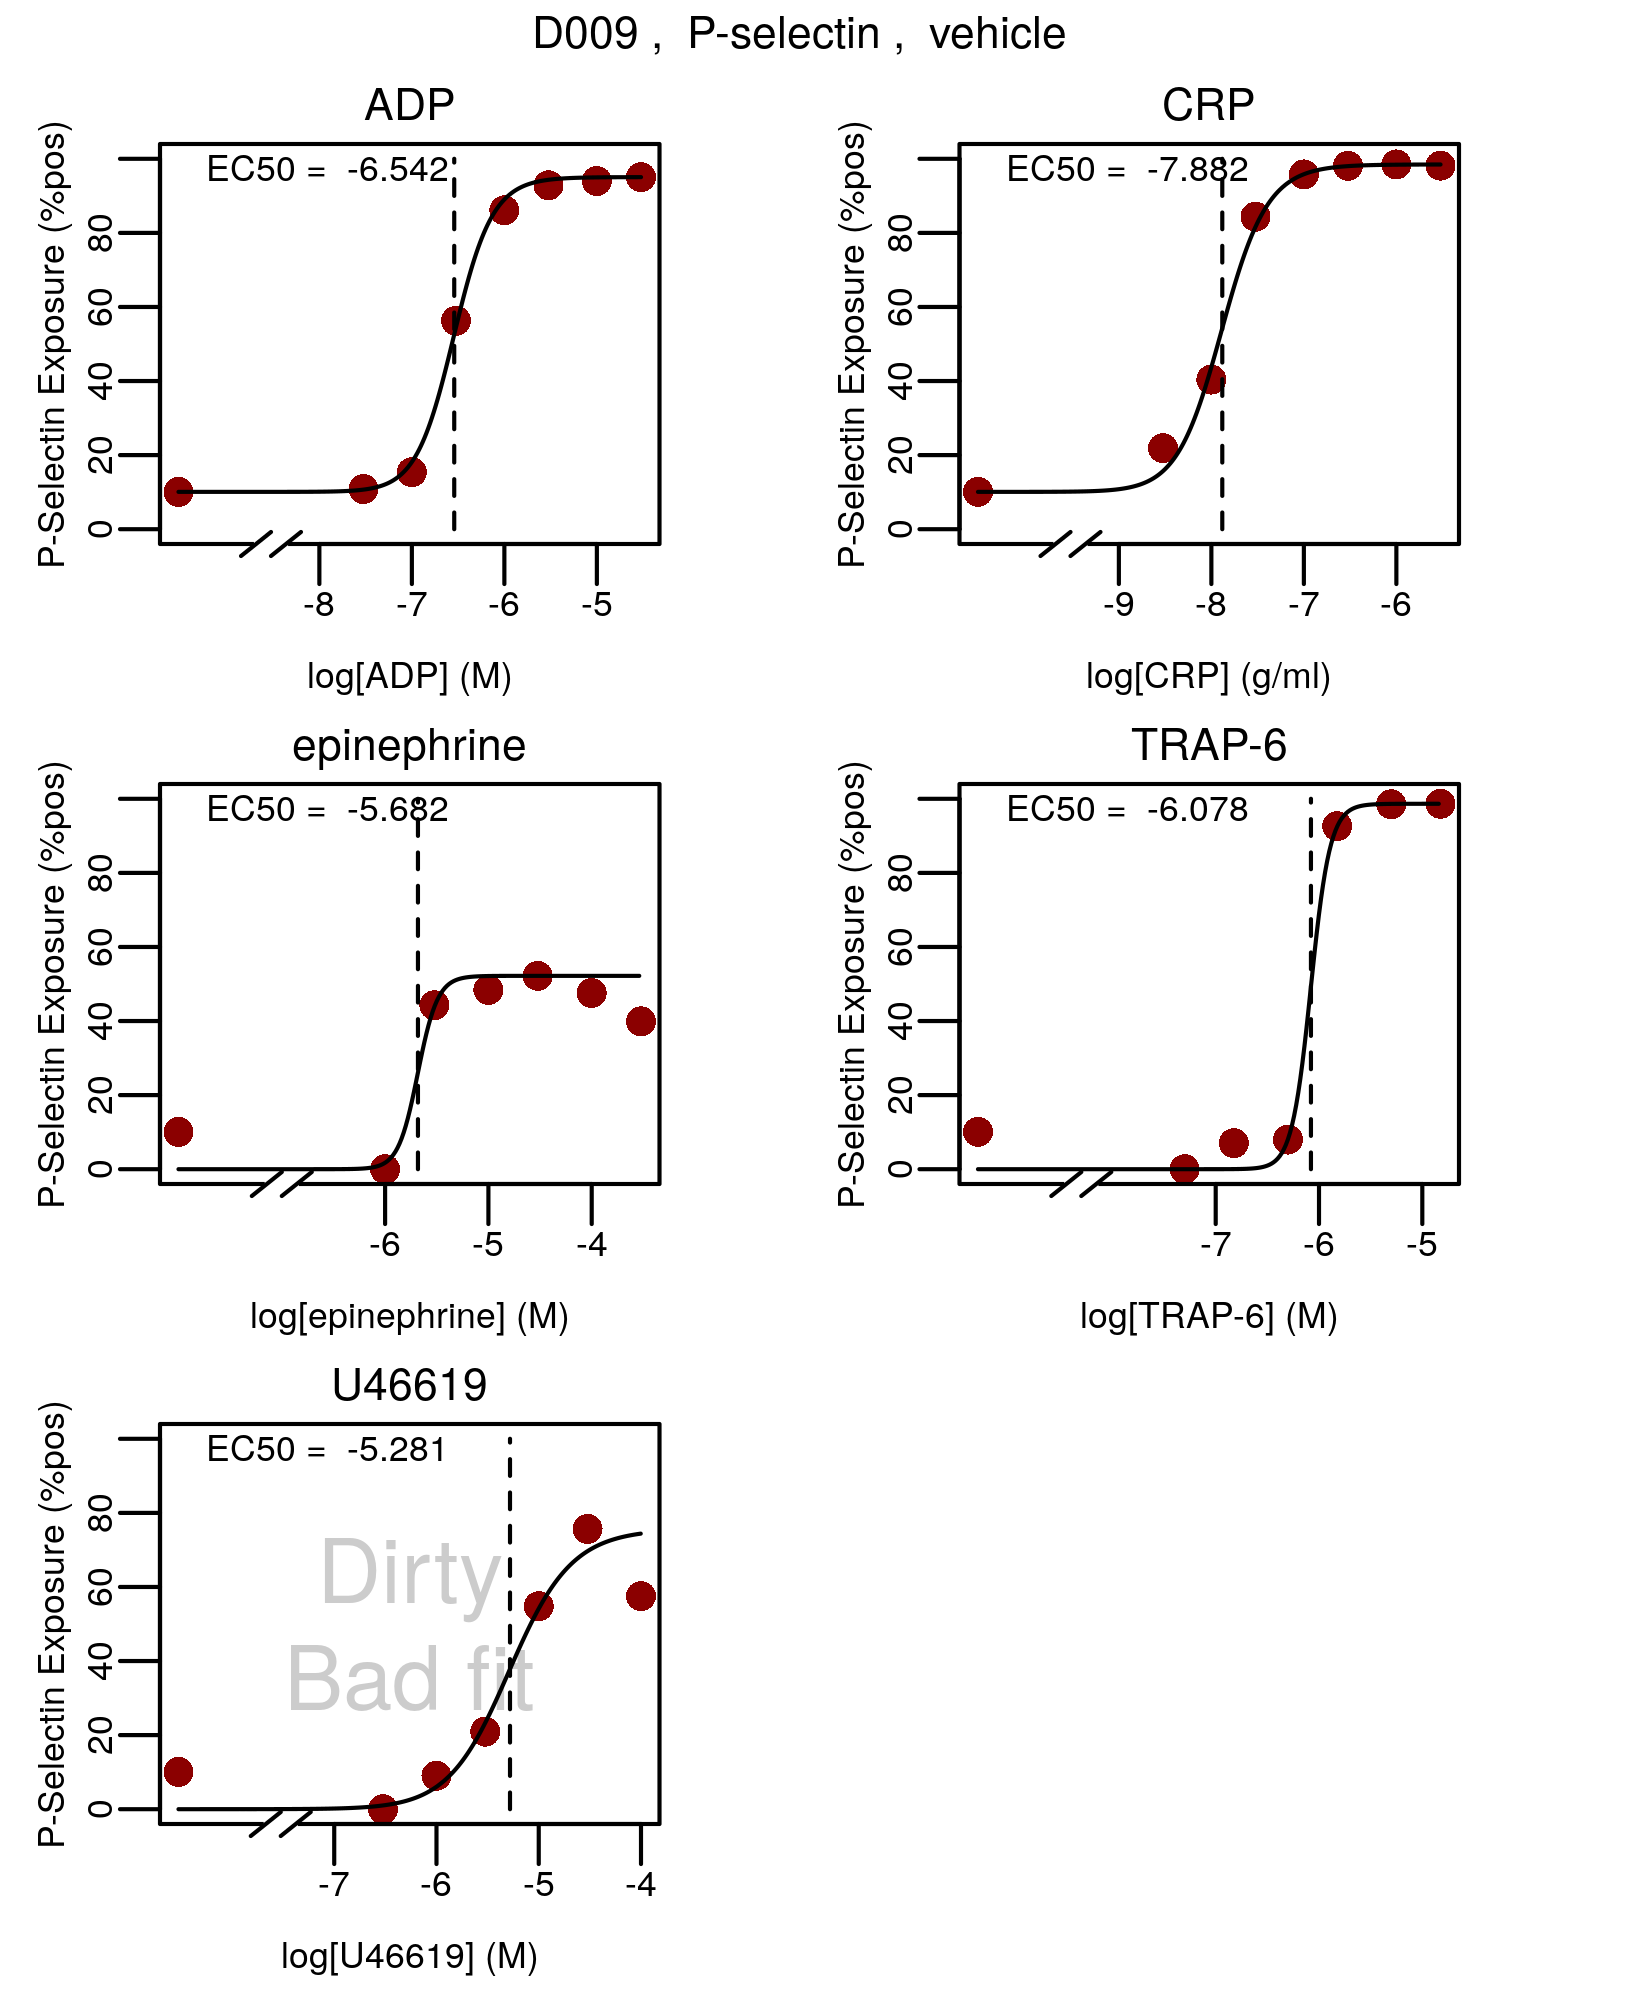 D009 , P-selectin , vehicle
ADP
EC50 = -6.542
P-Selectin Exposure (%pos)
0 20 40 60 80
-8 -7 -6 -5
log[ADP] (M)
CRP
EC50 = -7.882
P-Selectin Exposure (%pos)
0 20 40 60 80
-9 -8 -7 -6
log[CRP] (g/ml)
epinephrine
EC50 = -5.682
P-Selectin Exposure (%pos)
0 20 40 60 80
-6 -5 -4
log[epinephrine] (M)
TRAP-6
EC50 = -6.078
P-Selectin Exposure (%pos)
0 20 40 60 80
-7 -6 -5
log[TRAP-6] (M)
U46619
EC50 = -5.281
Dirty
Bad fit
P-Selectin Exposure (%pos)
0 20 40 60 80
-7 -6 -5 -4
log[U46619] (M)